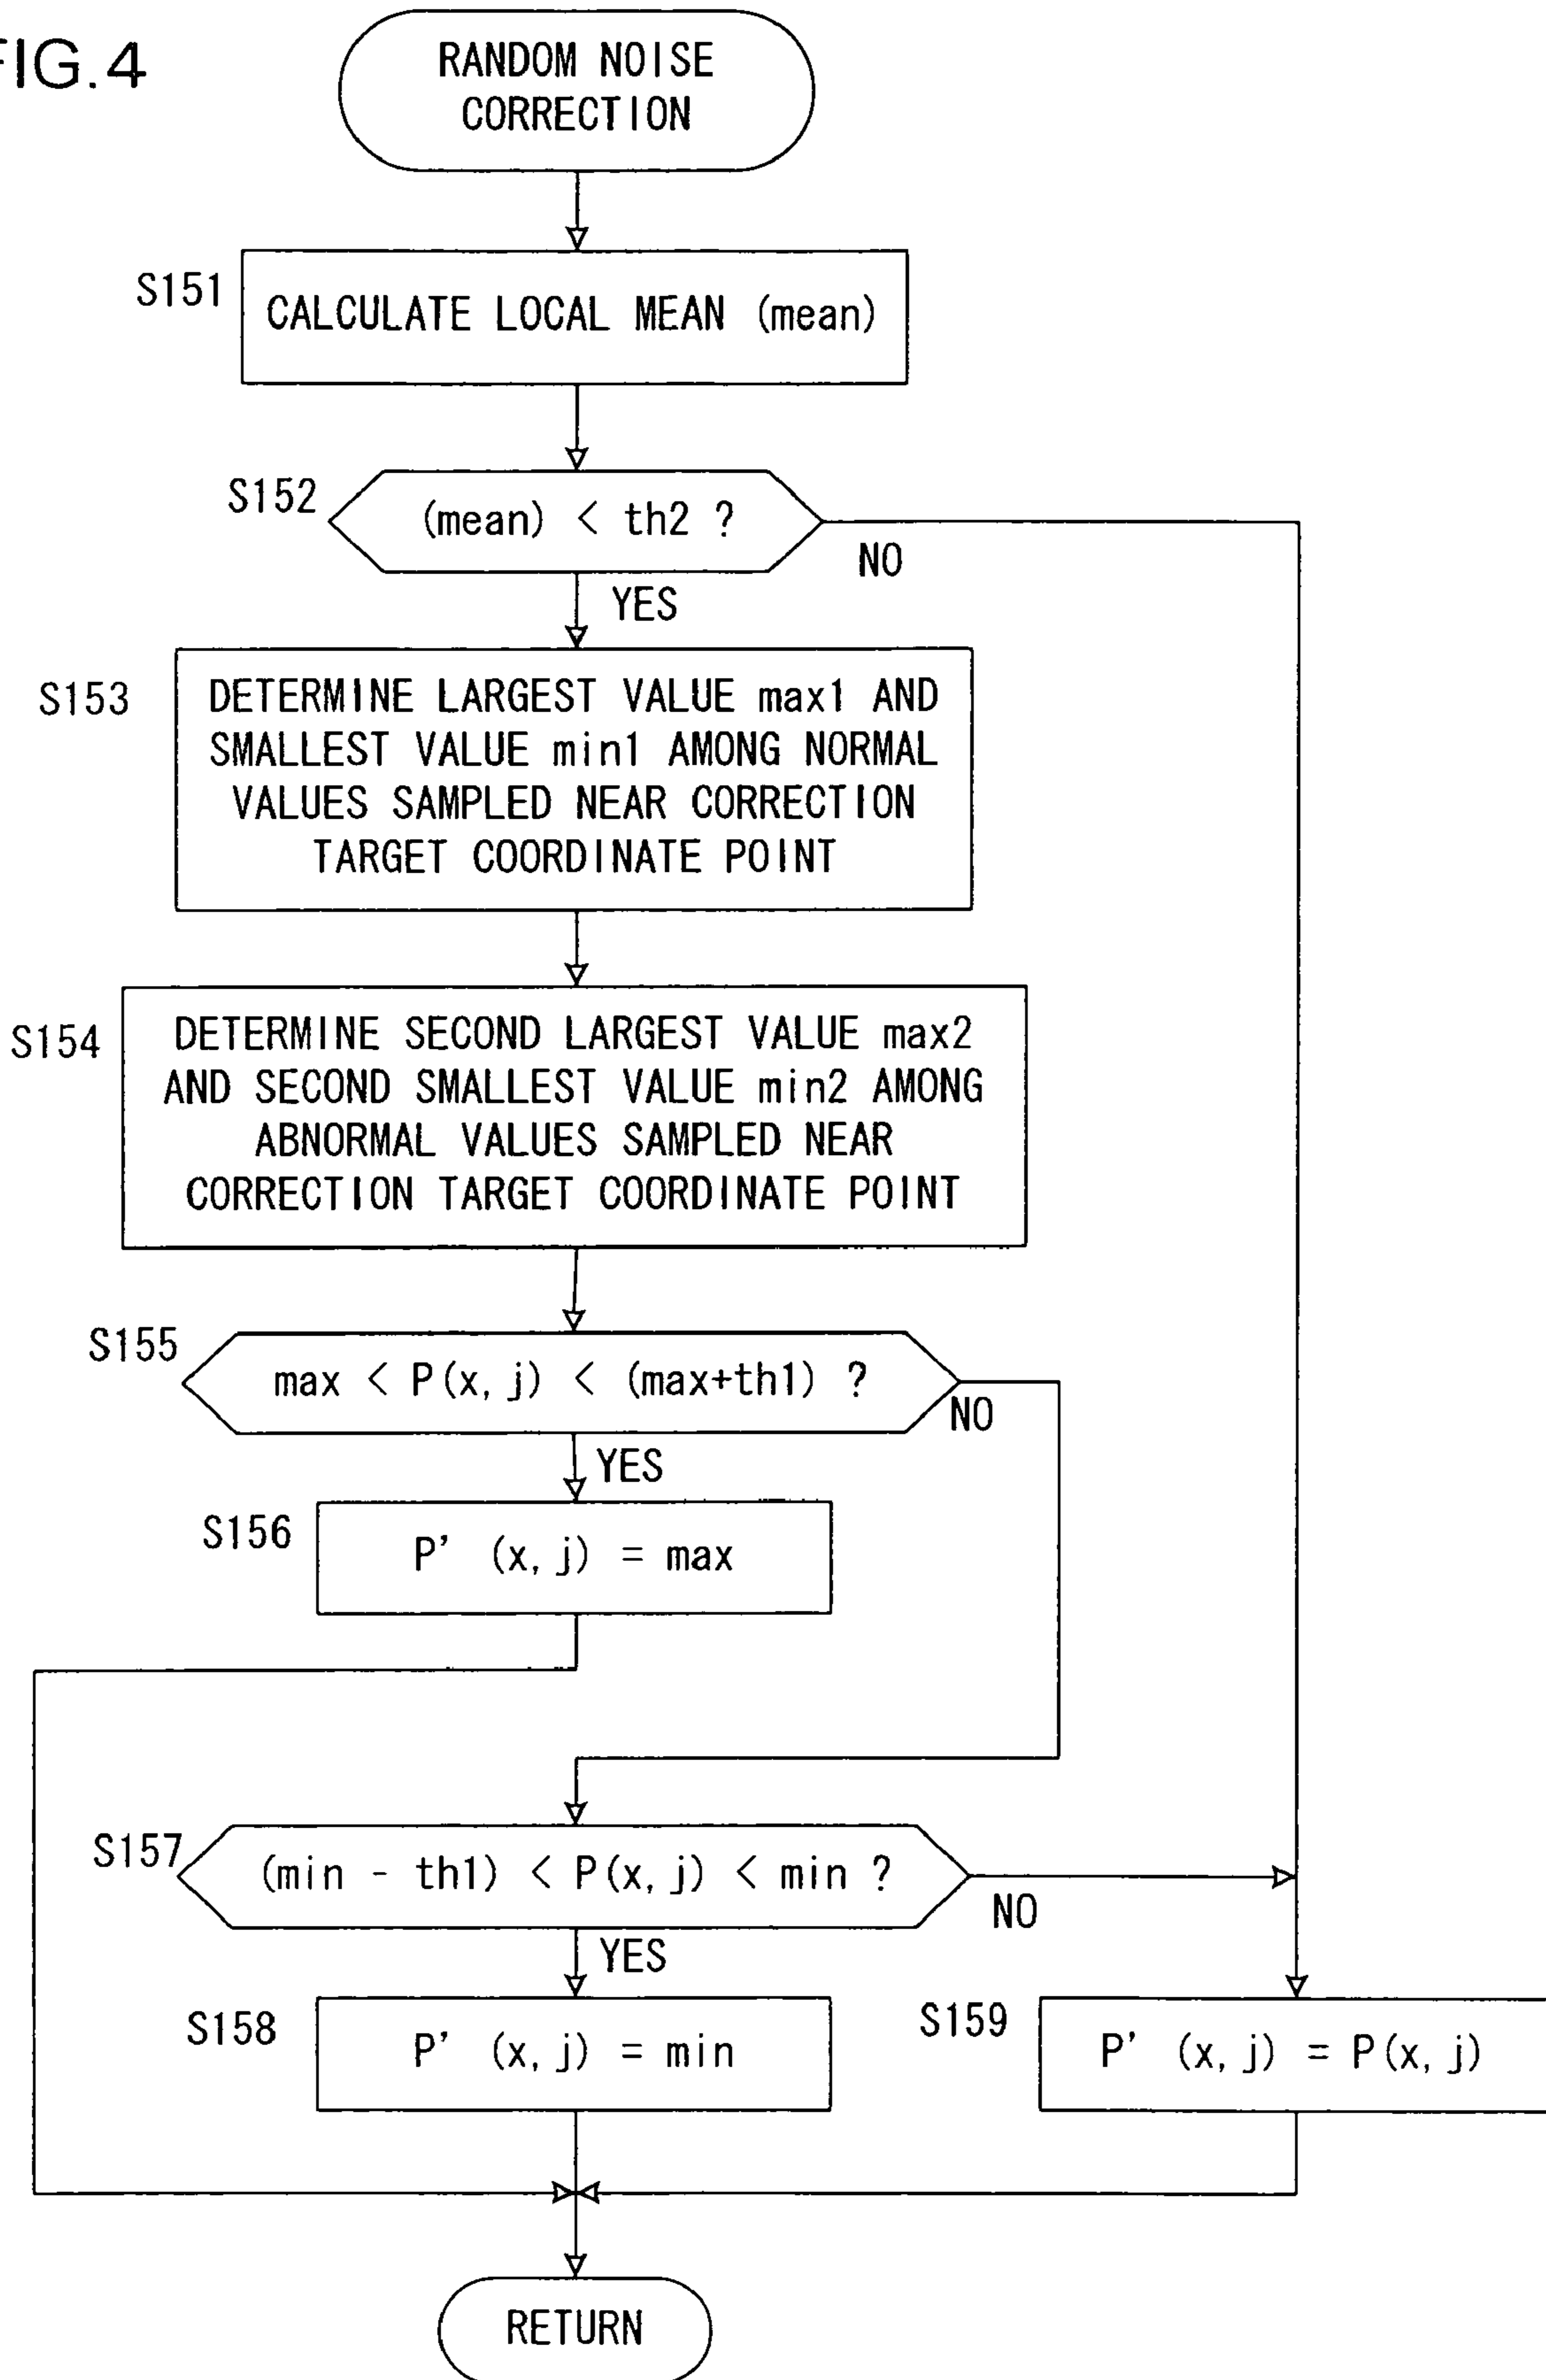 FIG.4
RANDOM NOISE
CORRECTION
S151
CALCULATE LOCAL MEAN (mean)
S152
(mean) < th2 ?
NO
YES
S153
DETERMINE LARGEST VALUE max1 AND
SMALLEST VALUE min1 AMONG NORMAL
VALUES SAMPLED NEAR CORRECTION
TARGET COORDINATE POINT
S154
DETERMINE SECOND LARGEST VALUE max2
AND SECOND SMALLEST VALUE min2 AMONG
ABNORMAL VALUES SAMPLED NEAR
CORRECTION TARGET COORDINATE POINT
S155
max < P(x, j) < (max+th1) ?
NO
YES
S156
P' (x, j) = max
S157
(min - th1) < P(x, j) < min ?
NO
YES
S158
P' (x, j) = min
S159
P' (x, j) = P(x, j)
RETURN